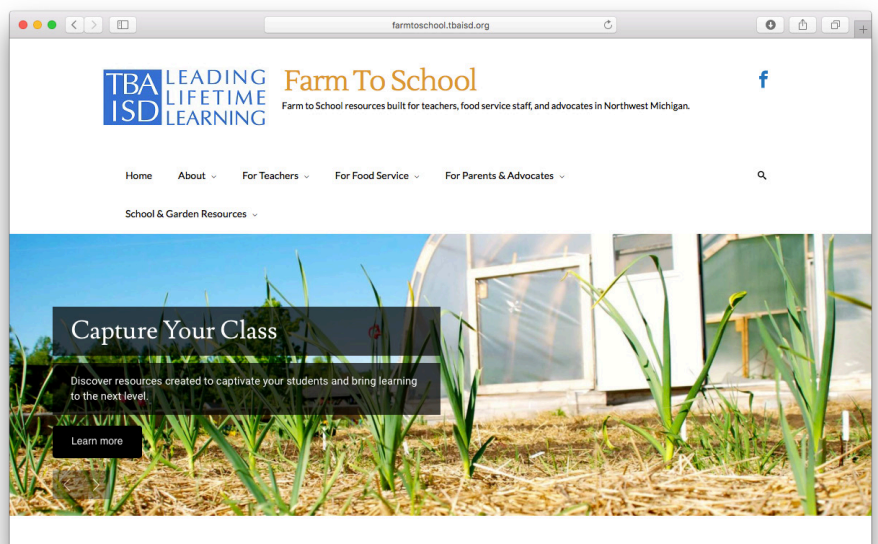 farmtoschool.tbaisd.org
TBA LEADING
ISD LIFETIME
LEARNING
Farm To School
Farm to School resources built for teachers, food service staff, and advocates in Northwest Michigan.
f
Home About For Teachers For Food Service For Parents & Advocates
School & Garden Resources
Capture Your Class
Discover resources created to captivate your students and bring learning
to the next level.
Learn more